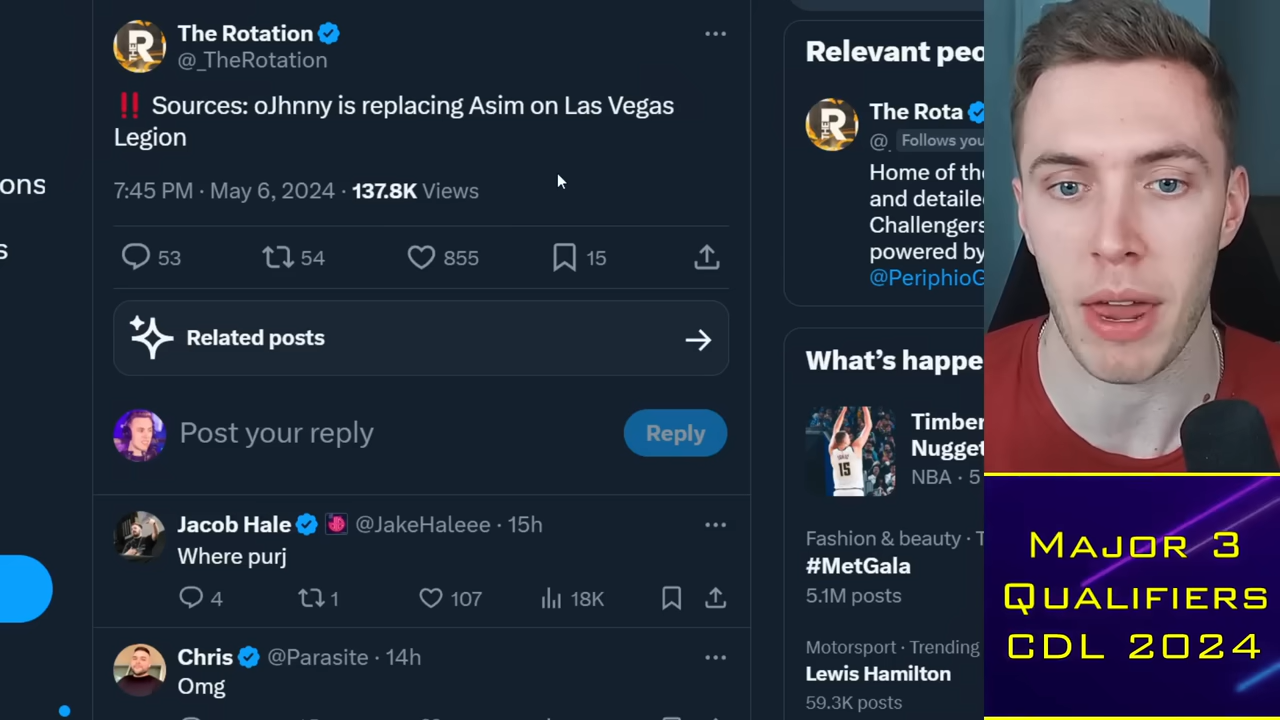 The Rotation
@_TheRotation
‼ Sources: oJhnny is replacing Asim on Las Vegas
Legion
7:45 PM · May 6, 2024 · 137.8K Views
53
54
855
15
Related posts
Post your reply
Reply
Jacob Hale @JakeHaleee · 15h
Where purj
4
1
107
18K
Chris @Parasite · 14h
Omg
ons
s
Relevant peo
The Rota
@_ Follows you
Home of the
and detailed
Challengers
powered by
@PeriphioG
What's happe
Timber
Nugget
15
NBA · 5
Fashion & beauty · T
#MetGala
5.1M posts
Motorsport · Trending
Lewis Hamilton
59.3K posts
Major 3
Qualifiers
CDL 2024